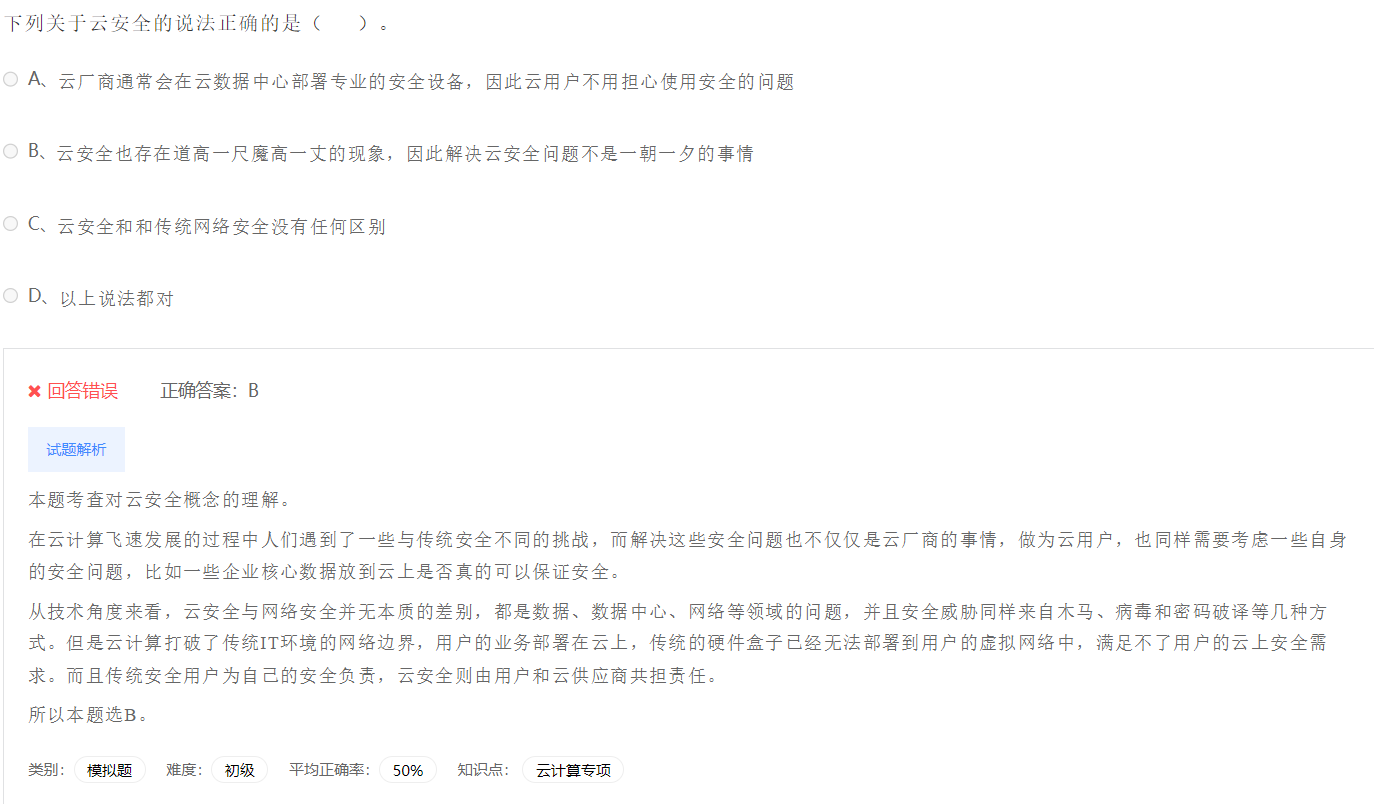 下列关于云安全的说法正确的是（ ）。
A、云厂商通常会在云数据中心部署专业的安全设备，因此云用户不用担心使用安全的问题
B、云安全也存在道高一尺魔高一丈的现象，因此解决云安全问题不是一朝一夕的事情
C、云安全和和传统网络安全没有任何区别
D、以上说法都对
回答错误 正确答案：B
试题解析
本题考查对云安全概念的理解。
在云计算飞速发展的过程中人们遇到了一些与传统安全不同的挑战，而解决这些安全问题也不仅仅是云厂商的事情，做为云用户，也同样需要考虑一些自身
的安全问题，比如一些企业核心数据放到云上是否真的可以保证安全。
从技术角度来看，云安全与网络安全并无本质的差别，都是数据、数据中心、网络等领域的问题，并且安全威胁同样来自木马、病毒和密码破译等几种方
式。但是云计算打破了传统IT环境的网络边界，用户的业务部署在云上，传统的硬件盒子已经无法部署到用户的虚拟网络中，满足不了用户的云上安全需
求。而且传统安全用户为自己的安全负责，云安全则由用户和云供应商共担责任。
所以本题选B。
类别： 模拟题 难度： 初级 平均正确率： 50% 知识点： 云计算专项